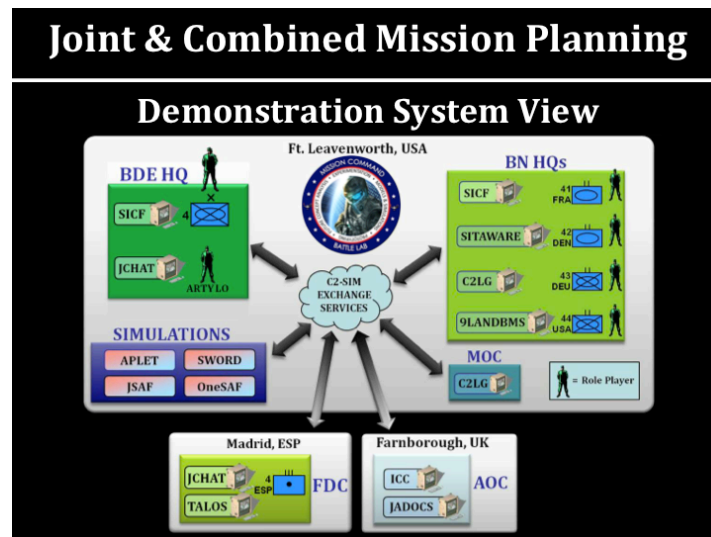 Joint & Combined Mission Planning
Demonstration System View
Ft. Leavenworth, USA
BDE HQ
SICF
4
JCHAT
ARTYLO
MISSION COMMAND
BATTLE LAB
BN HQs
SICF
41
FRA
SITAWARE
42
DEN
C2LG
43
DEU
9LANDBMS
44
USA
C2-SIM
EXCHANGE
SERVICES
SIMULATIONS
APLET
SWORD
JSAF
OneSAF
MOC
C2LG
= Role Player
Madrid, ESP
JCHAT
TALOS
4
ESP
FDC
Farnborough, UK
ICC
JADOCS
AOC